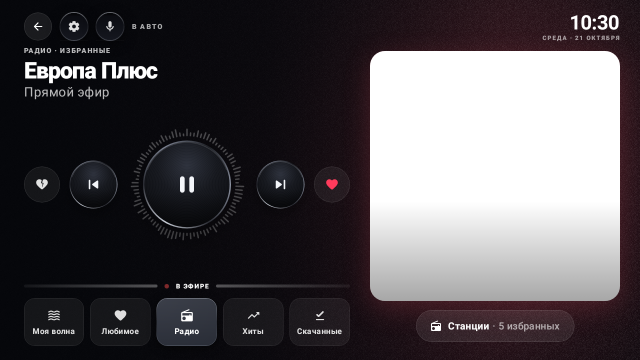 В АВТО
10:30
СРЕДА · 21 ОКТЯБРЯ
РАДИО · ИЗБРАННЫЕ
Европа Плюс
Прямой эфир
В ЭФИРЕ
Моя волна
Любимое
Радио
Хиты
Скачанные
Станции · 5 избранных